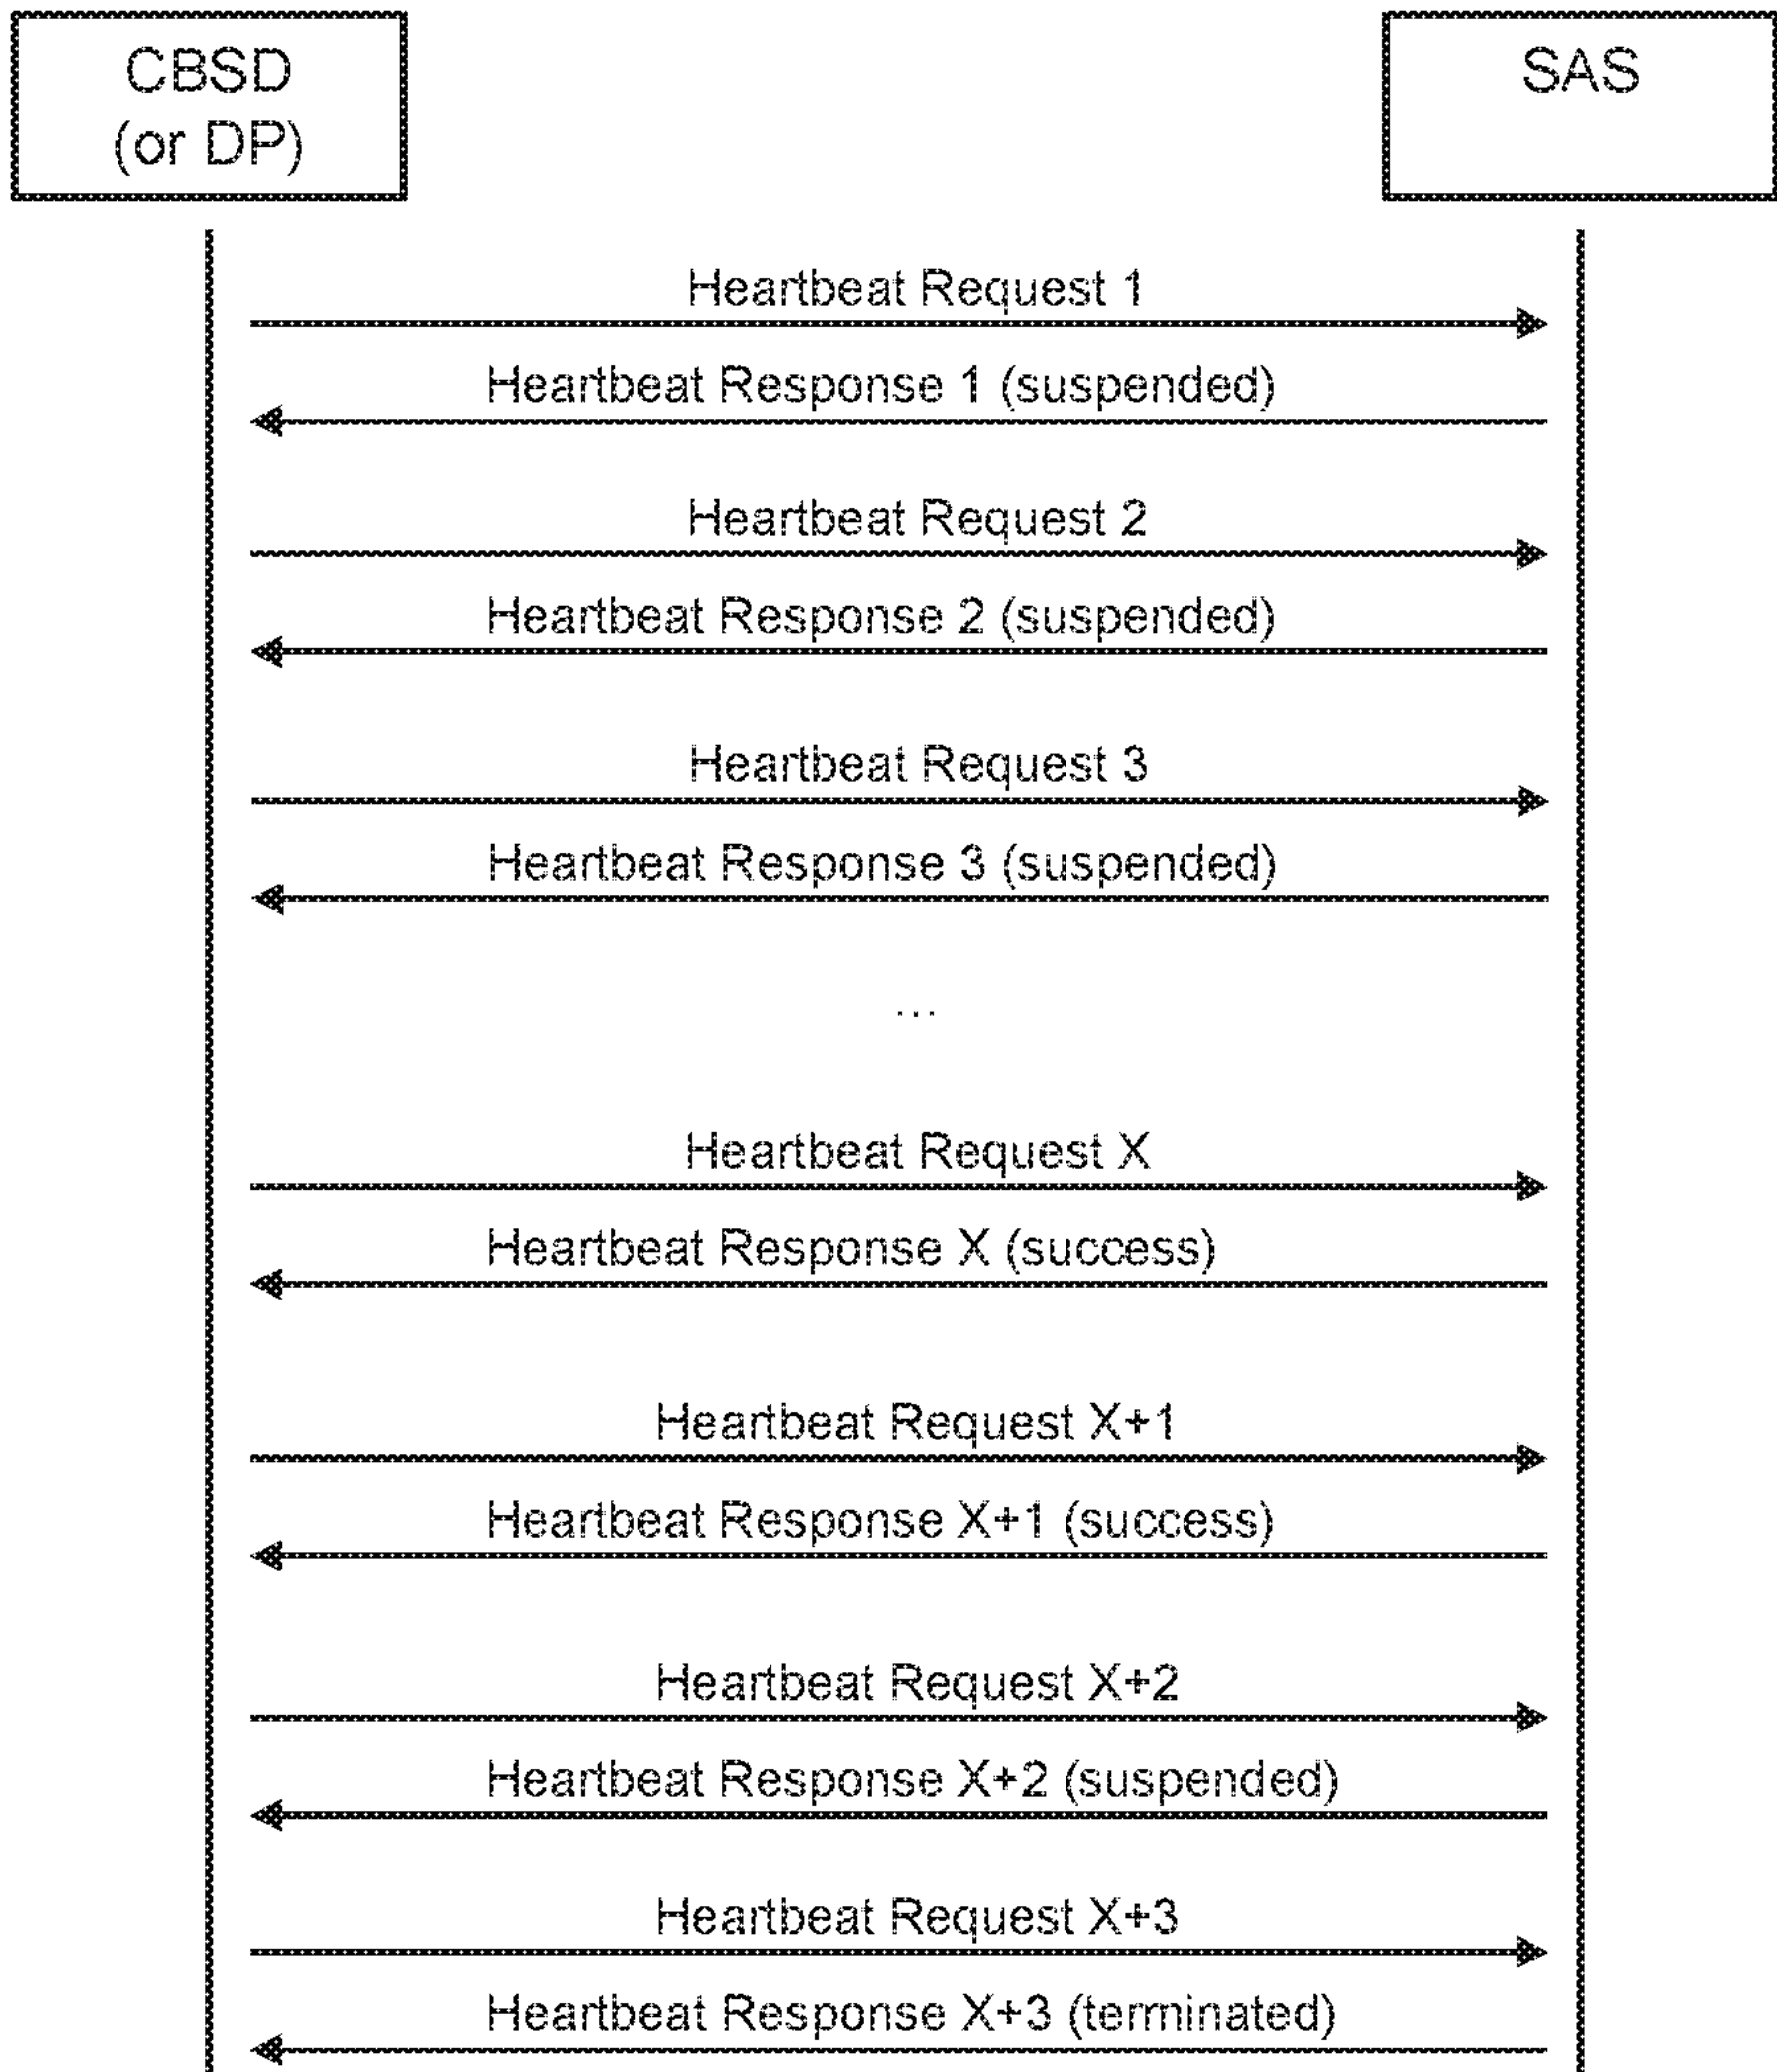 CBSD
(or DP)
SAS
Heartbeat Request 1
Heartbeat Response 1 (suspended)
Heartbeat Request 2
Heartbeat Response 2 (suspended)
Heartbeat Request 3
Heartbeat Response 3 (suspended)
...
Heartbeat Request X
Heartbeat Response X (success)
Heartbeat Request X+1
Heartbeat Response X+1 (success)
Heartbeat Request X+2
Heartbeat Response X+2 (suspended)
Heartbeat Request X+3
Heartbeat Response X+3 (terminated)